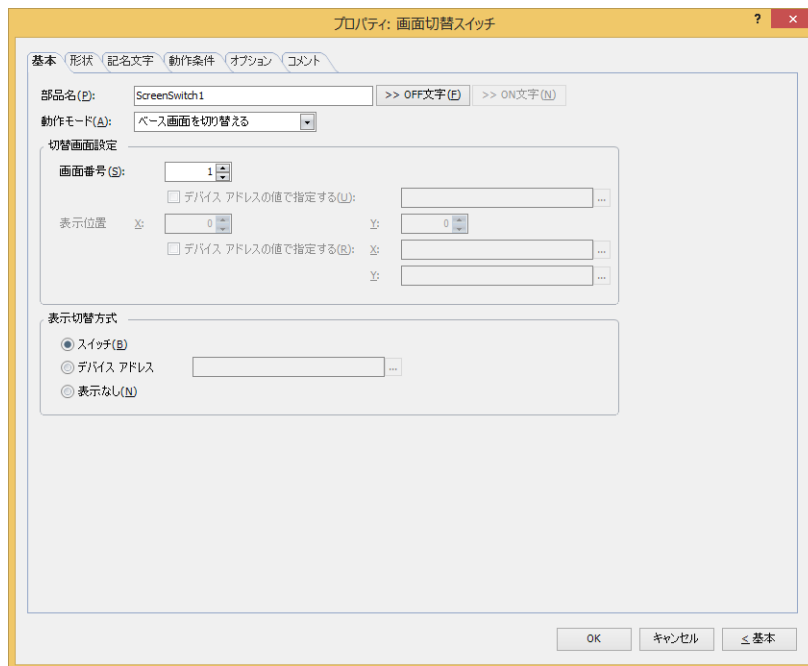 プロパティ: 画面切替スイッチ ?
基本 形状 記名文字 動作条件 オプション コメント
部品名(P): ScreenSwitch1 >> OFF文字(F) >> ON文字(N)
動作モード(A): ベース画面を切り替える
切替画面設定
画面番号(S): 1
デバイス アドレスの値で指定する(U): ...
表示位置 X: 0 Y: 0
デバイス アドレスの値で指定する(R): X: ...
Y: ...
表示切替方式
スイッチ(B)
デバイス アドレス ...
表示なし(N)
OK キャンセル < 基本